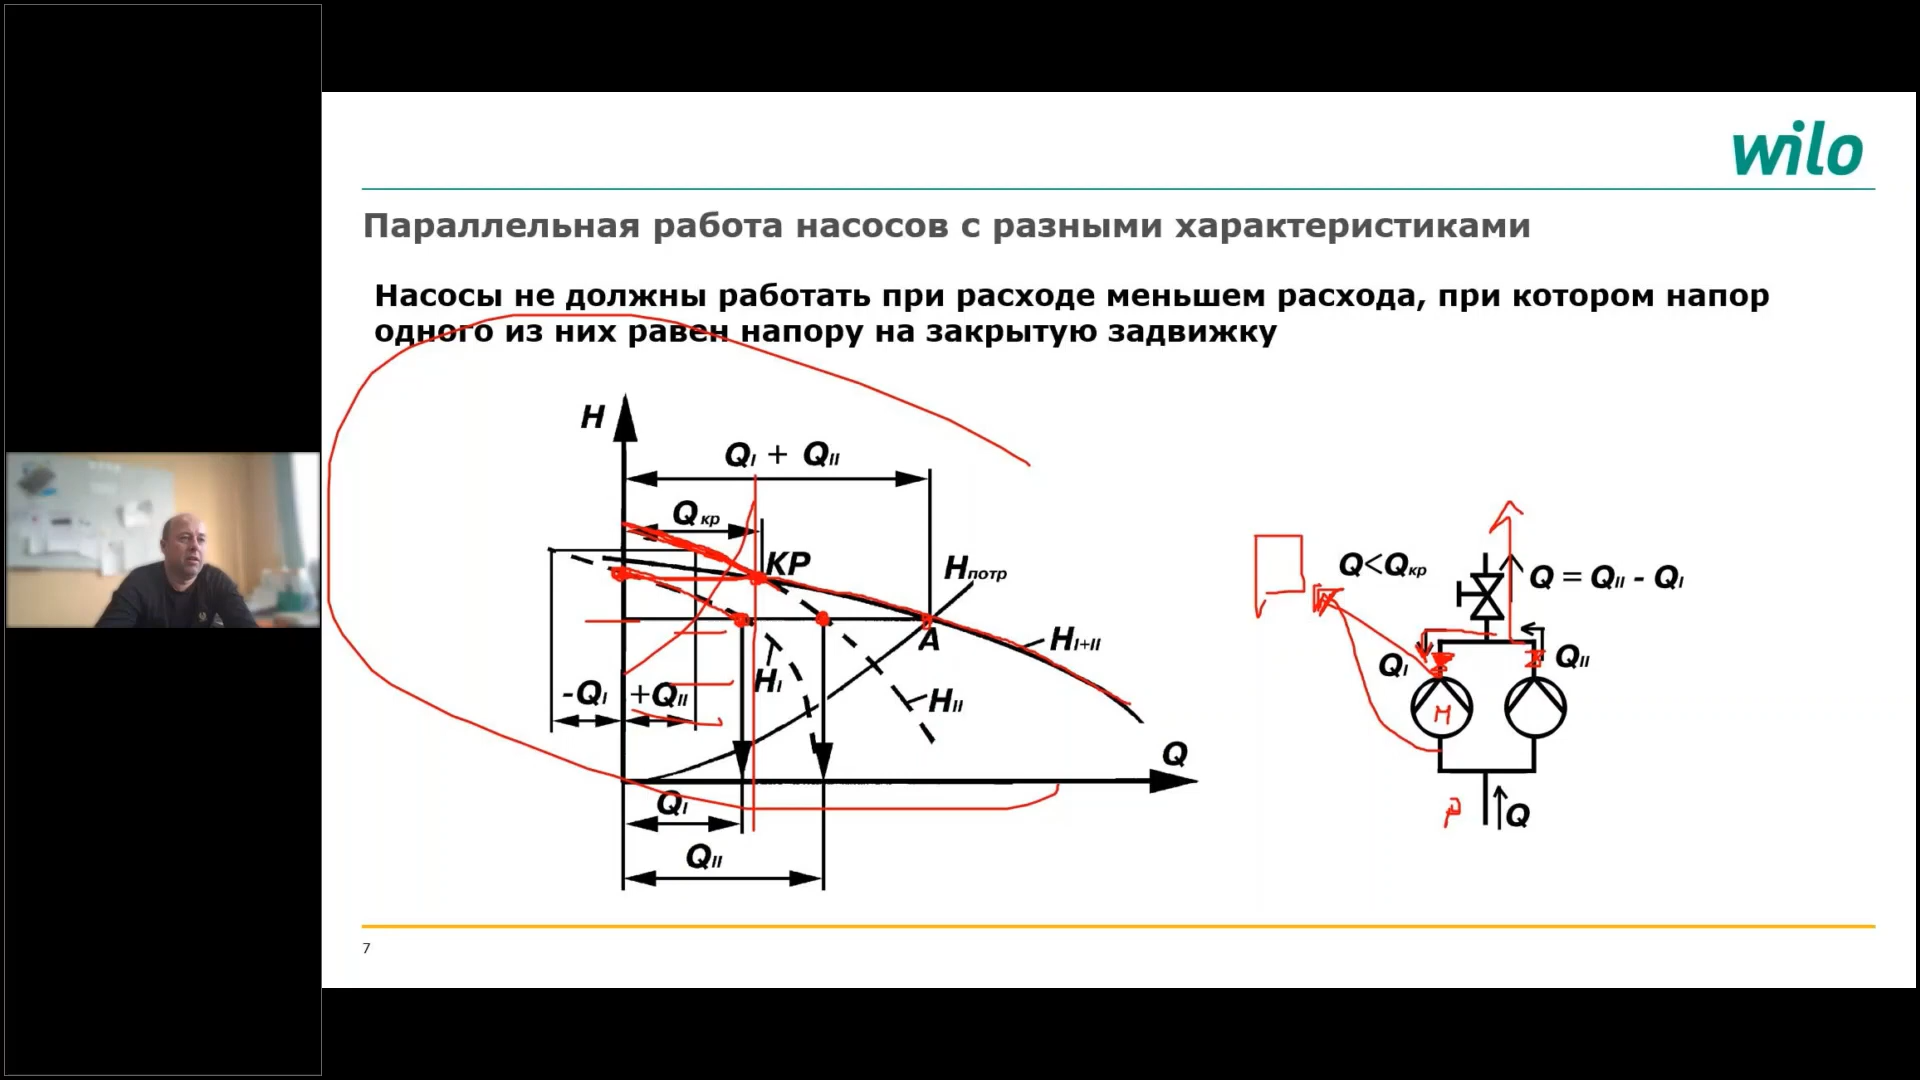 wilo
Параллельная работа насосов с разными характеристиками
Насосы не должны работать при расходе меньшем расхода, при котором напор
одного из них равен напору на закрытую задвижку
H
QI + QII
Qкр
КР
Hпотр
A
HI+II
HI
HII
-QI
+QII
Q
QI
QII
Q<Qкр
Q = QII - QI
QI
QII
М
Р
Q
7